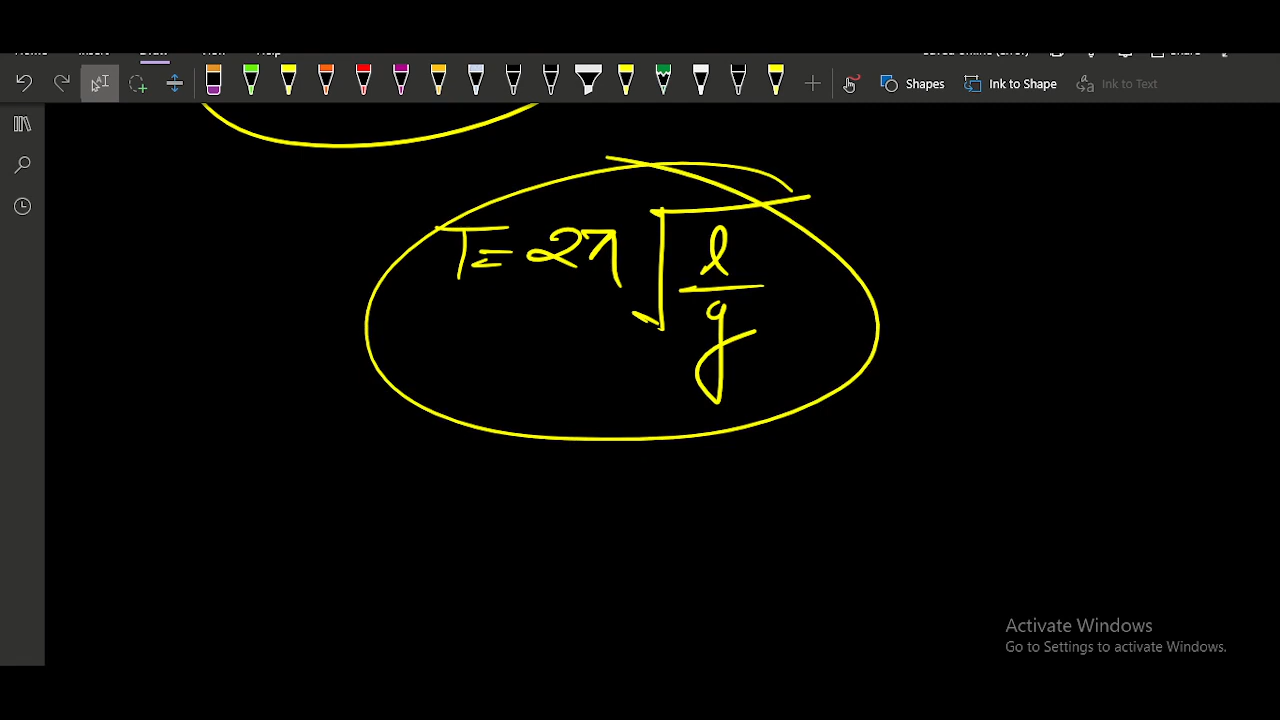 Shapes
Ink to Shape
Ink to Text
T = 2π √(l/g)
Activate Windows
Go to Settings to activate Windows.